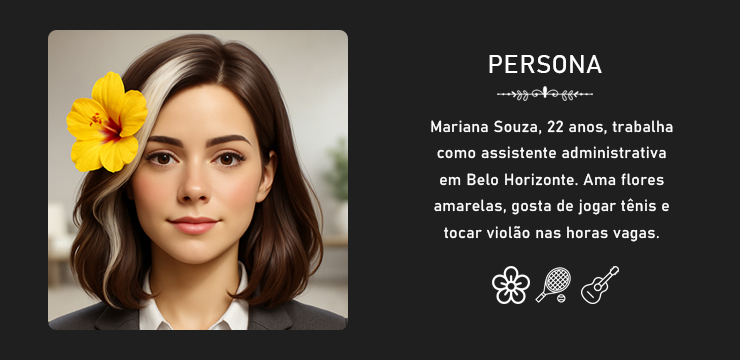 PERSONA
Mariana Souza, 22 anos, trabalha
como assistente administrativa
em Belo Horizonte. Ama flores
amarelas, gosta de jogar tênis e
tocar violão nas horas vagas.